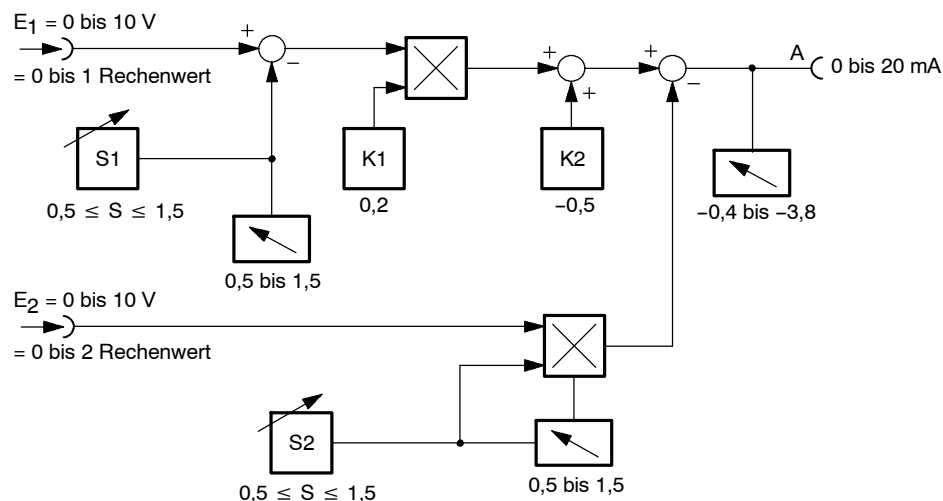 E1 = 0 bis 10 V
= 0 bis 1 Rechenwert
+
−
+
+
+
−
A
0 bis 20 mA
S1
K1
K2
0,5 ≤ S ≤ 1,5
0,2
−0,5
−0,4 bis −3,8
0,5 bis 1,5
E2 = 0 bis 10 V
= 0 bis 2 Rechenwert
S2
0,5 ≤ S ≤ 1,5
0,5 bis 1,5